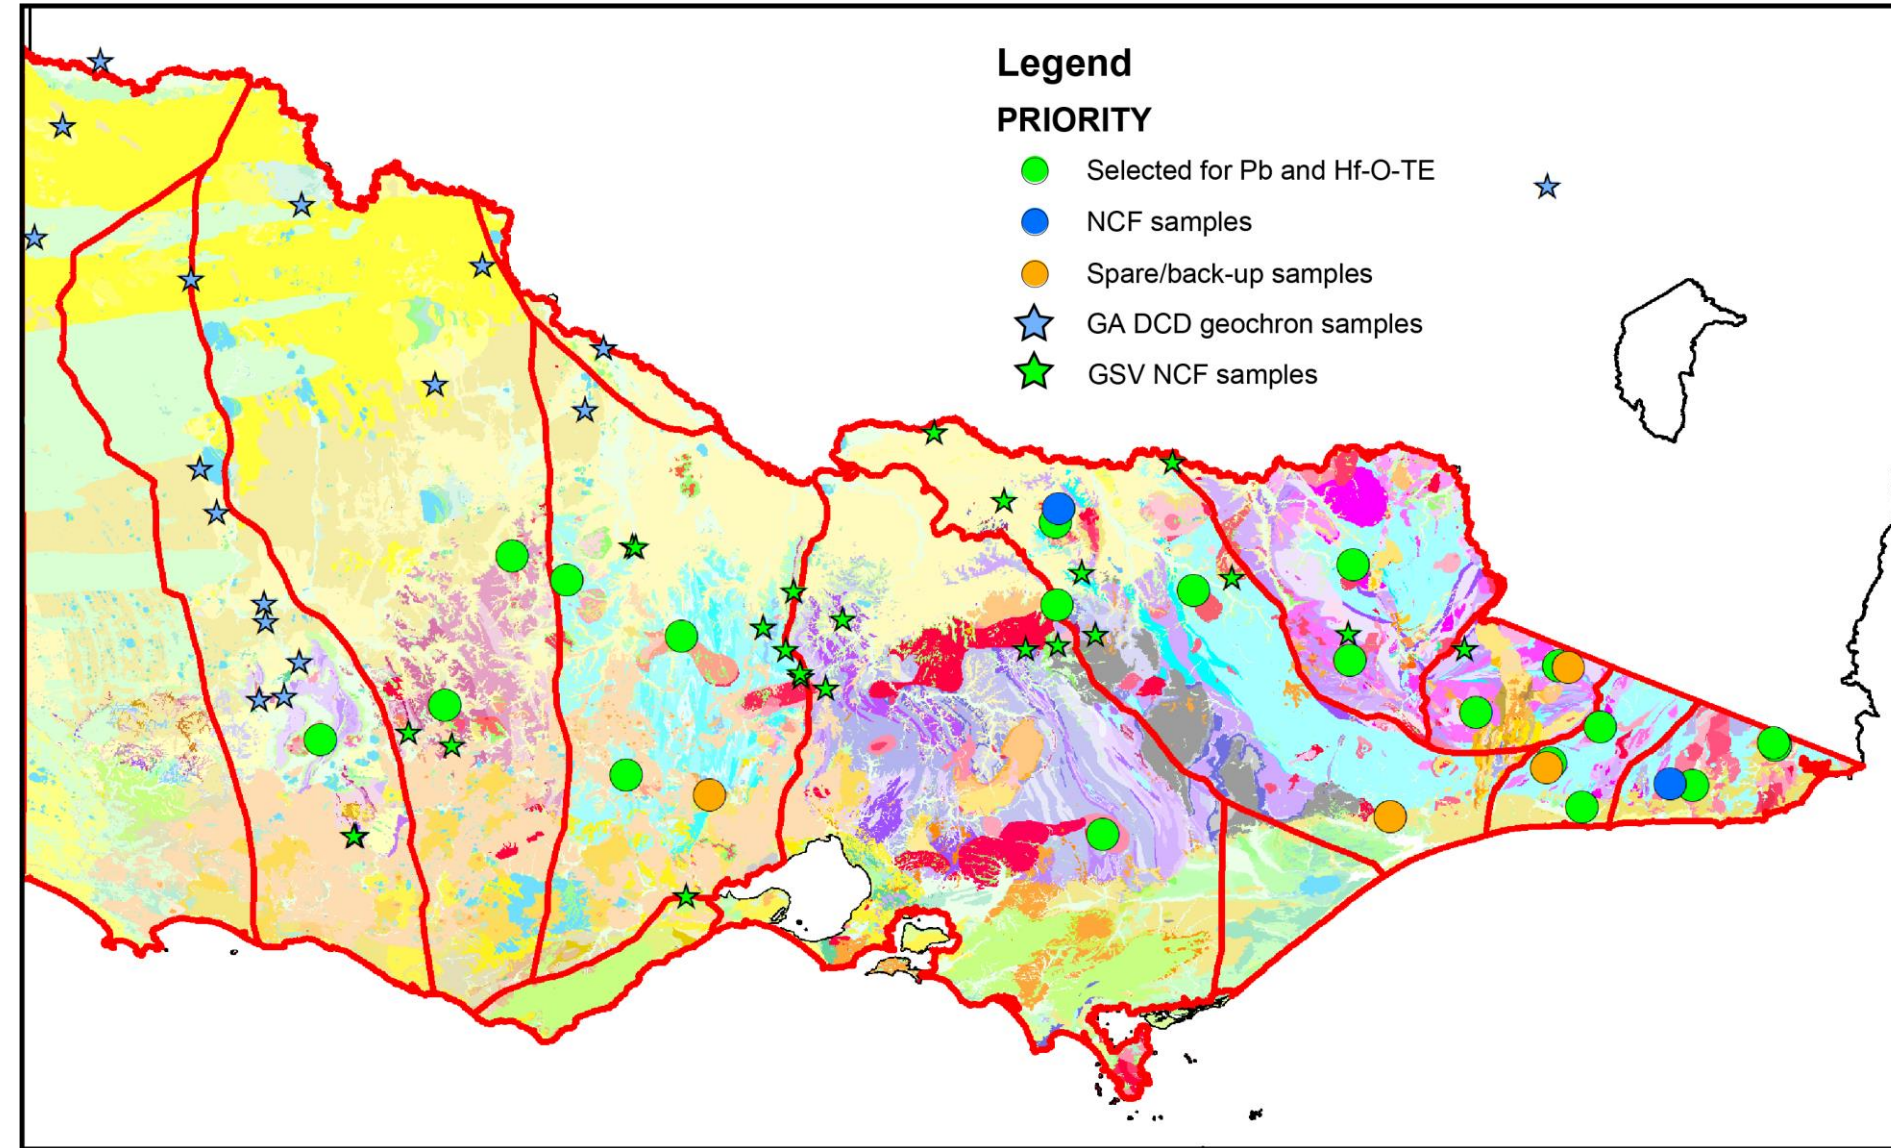 Legend
PRIORITY
Selected for Pb and Hf-O-TE
NCF samples
Spare/back-up samples
GA DCD geochron samples
GSV NCF samples